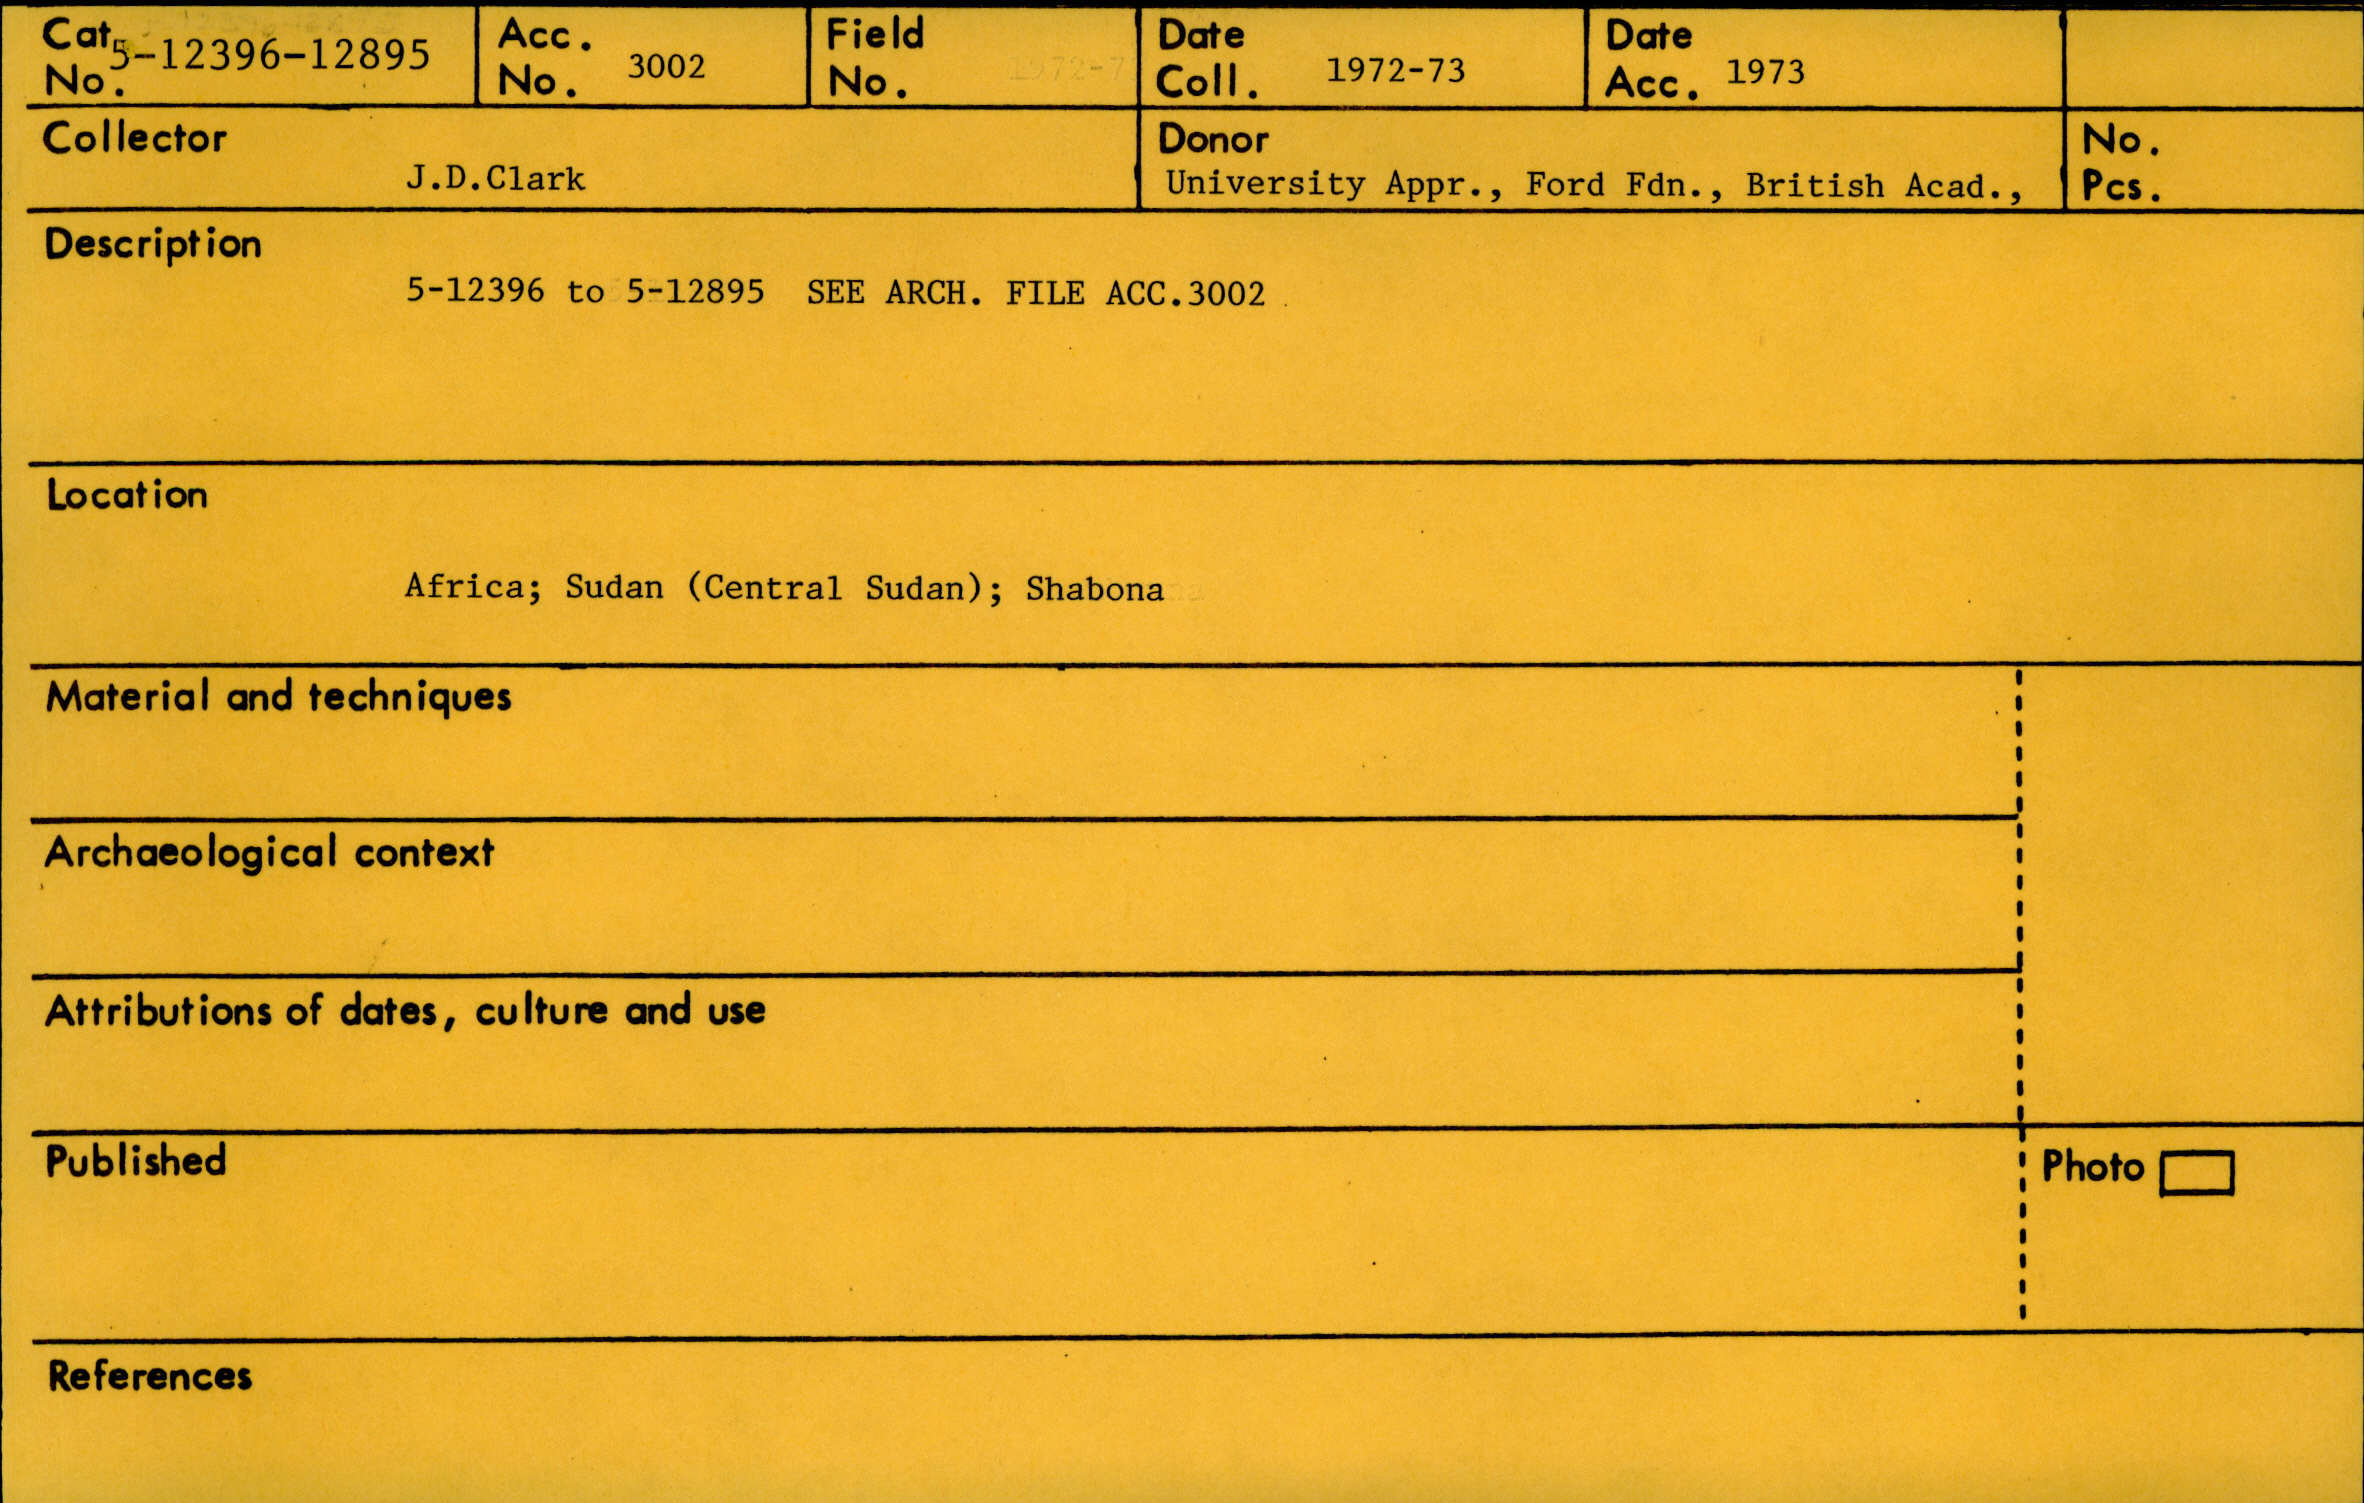 Cat. No. 5-12396-12895
Acc. No. 3002
Field No.
Date Coll. 1972-73
Date Acc. 1973
Collector
J.D.Clark
Donor
University Appr., Ford Fdn., British Acad.,
No. Pcs.
Description
5-12396 to 5-12895 SEE ARCH. FILE ACC.3002
Location
Africa; Sudan (Central Sudan); Shabona
Material and techniques
Archaeological context
Attributions of dates, culture and use
Published
Photo
References